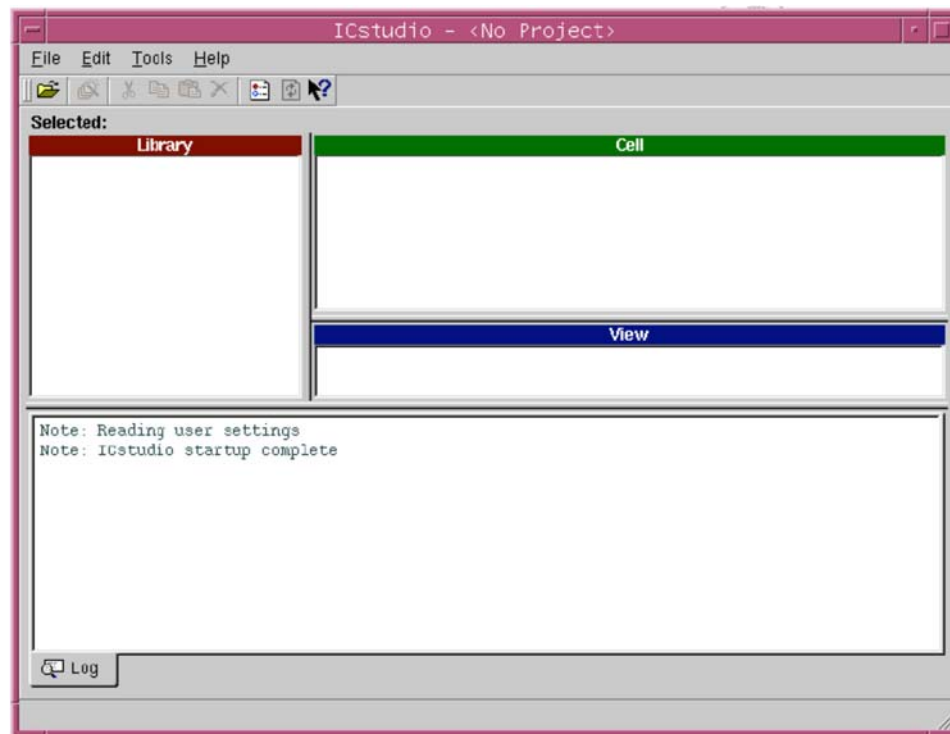 ICstudio - <No Project>
File Edit Tools Help
Selected:
Library
Cell
View
Note: Reading user settings
Note: ICstudio startup complete
Log